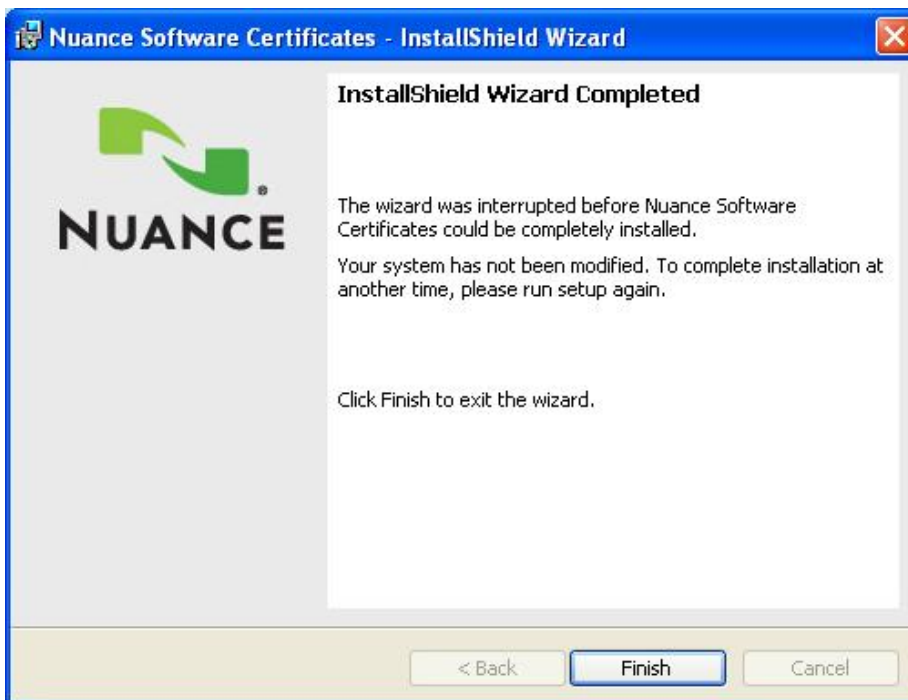 Nuance Software Certificates - InstallShield Wizard
InstallShield Wizard Completed
NUANCE
®
The wizard was interrupted before Nuance Software
Certificates could be completely installed.
Your system has not been modified. To complete installation at
another time, please run setup again.
Click Finish to exit the wizard.
< Back
Finish
Cancel